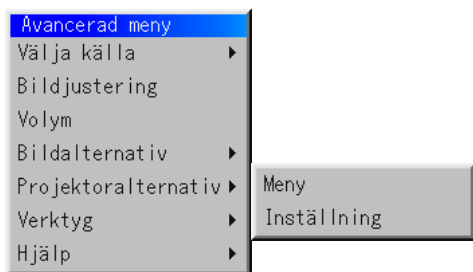 Avancerad meny
Välja källa
Bildjustering
Volym
Bildalternativ
Projektoralternativ
Verktyg
Hjälp
Meny
Inställning